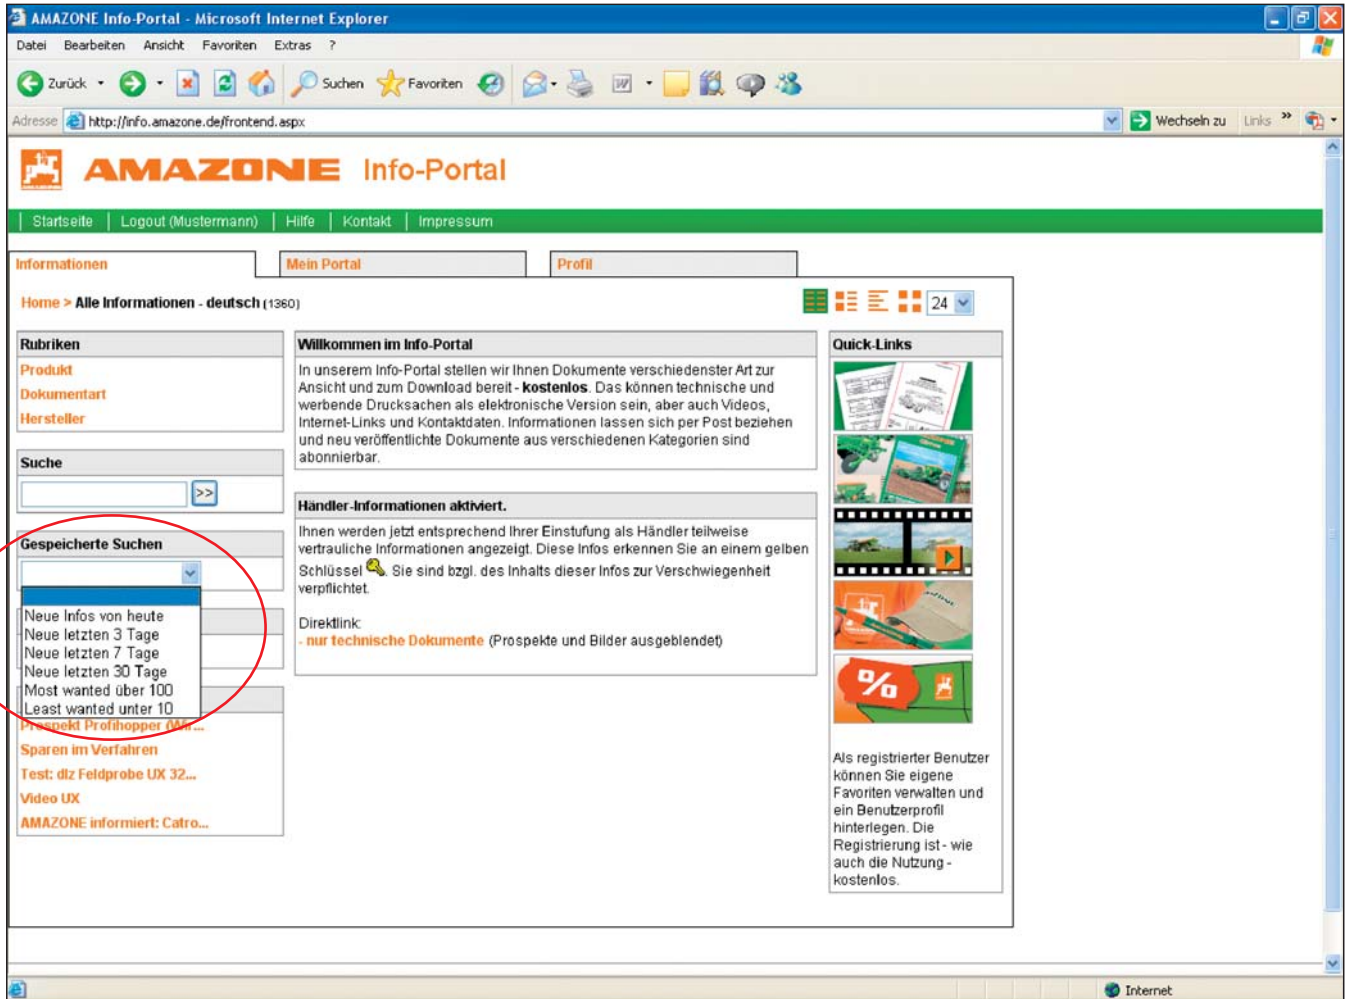 AMAZONE Info-Portal - Microsoft Internet Explorer
Datei Bearbeiten Ansicht Favoriten Extras ?
Zurück Suchen Favoriten
Adresse http://info.amazone.de/frontend.aspx Wechseln zu Links »
AMAZONE Info-Portal
| Startseite | Logout (Mustermann) | Hilfe | Kontakt | Impressum
Informationen Mein Portal Profil
Home > Alle Informationen - deutsch (1360) 24
Rubriken
Produkt
Dokumentart
Hersteller
Suche
>>
Gespeicherte Suchen
Neue Infos von heute
Neue letzten 3 Tage
Neue letzten 7 Tage
Neue letzten 30 Tage
Most wanted über 100
Least wanted unter 10
Prospekt Profihopper (Wir...
Sparen im Verfahren
Test: dlz Feldprobe UX 32...
Video UX
AMAZONE informiert: Catro...
Willkommen im Info-Portal
In unserem Info-Portal stellen wir Ihnen Dokumente verschiedenster Art zur
Ansicht und zum Download bereit - kostenlos. Das können technische und
werbende Drucksachen als elektronische Version sein, aber auch Videos,
Internet-Links und Kontaktdaten. Informationen lassen sich per Post beziehen
und neu veröffentlichte Dokumente aus verschiedenen Kategorien sind
abonnierbar.
Händler-Informationen aktiviert.
Ihnen werden jetzt entsprechend Ihrer Einstufung als Händler teilweise
vertrauliche Informationen angezeigt. Diese Infos erkennen Sie an einem gelben
Schlüssel . Sie sind bzgl. des Inhalts dieser Infos zur Verschwiegenheit
verpflichtet.
Direktlink:
- nur technische Dokumente (Prospekte und Bilder ausgeblendet)
Quick-Links
%
Als registrierter Benutzer
können Sie eigene
Favoriten verwalten und
ein Benutzerprofil
hinterlegen. Die
Registrierung ist - wie
auch die Nutzung -
kostenlos.
Internet